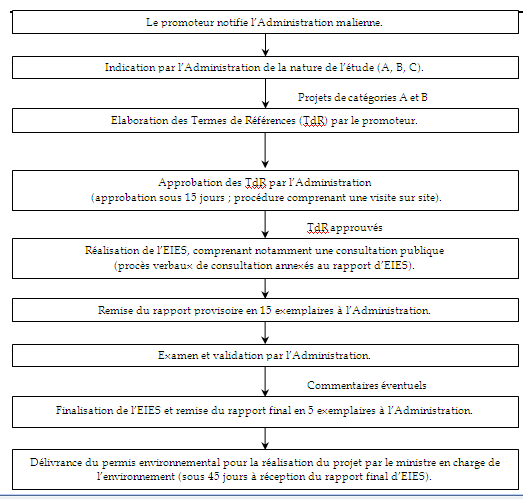 Le promoteur notifie l'Administration malienne.
Indication par l'Administration de la nature de l'étude (A, B, C).
Projets de catégories A et B
Elaboration des Termes de Références (TdR) par le promoteur.
Approbation des TdR par l'Administration
(approbation sous 15 jours ; procédure comprenant une visite sur site).
TdR approuvés
Réalisation de l'EIES, comprenant notamment une consultation publique
(procès verbaux de consultation annexés au rapport d'EIES).
Remise du rapport provisoire en 15 exemplaires à l'Administration.
Examen et validation par l'Administration.
Commentaires éventuels
Finalisation de l'EIES et remise du rapport final en 5 exemplaires à l'Administration.
Délivrance du permis environnemental pour la réalisation du projet par le ministre en charge de
l'environnement (sous 45 jours à réception du rapport final d'EIES).